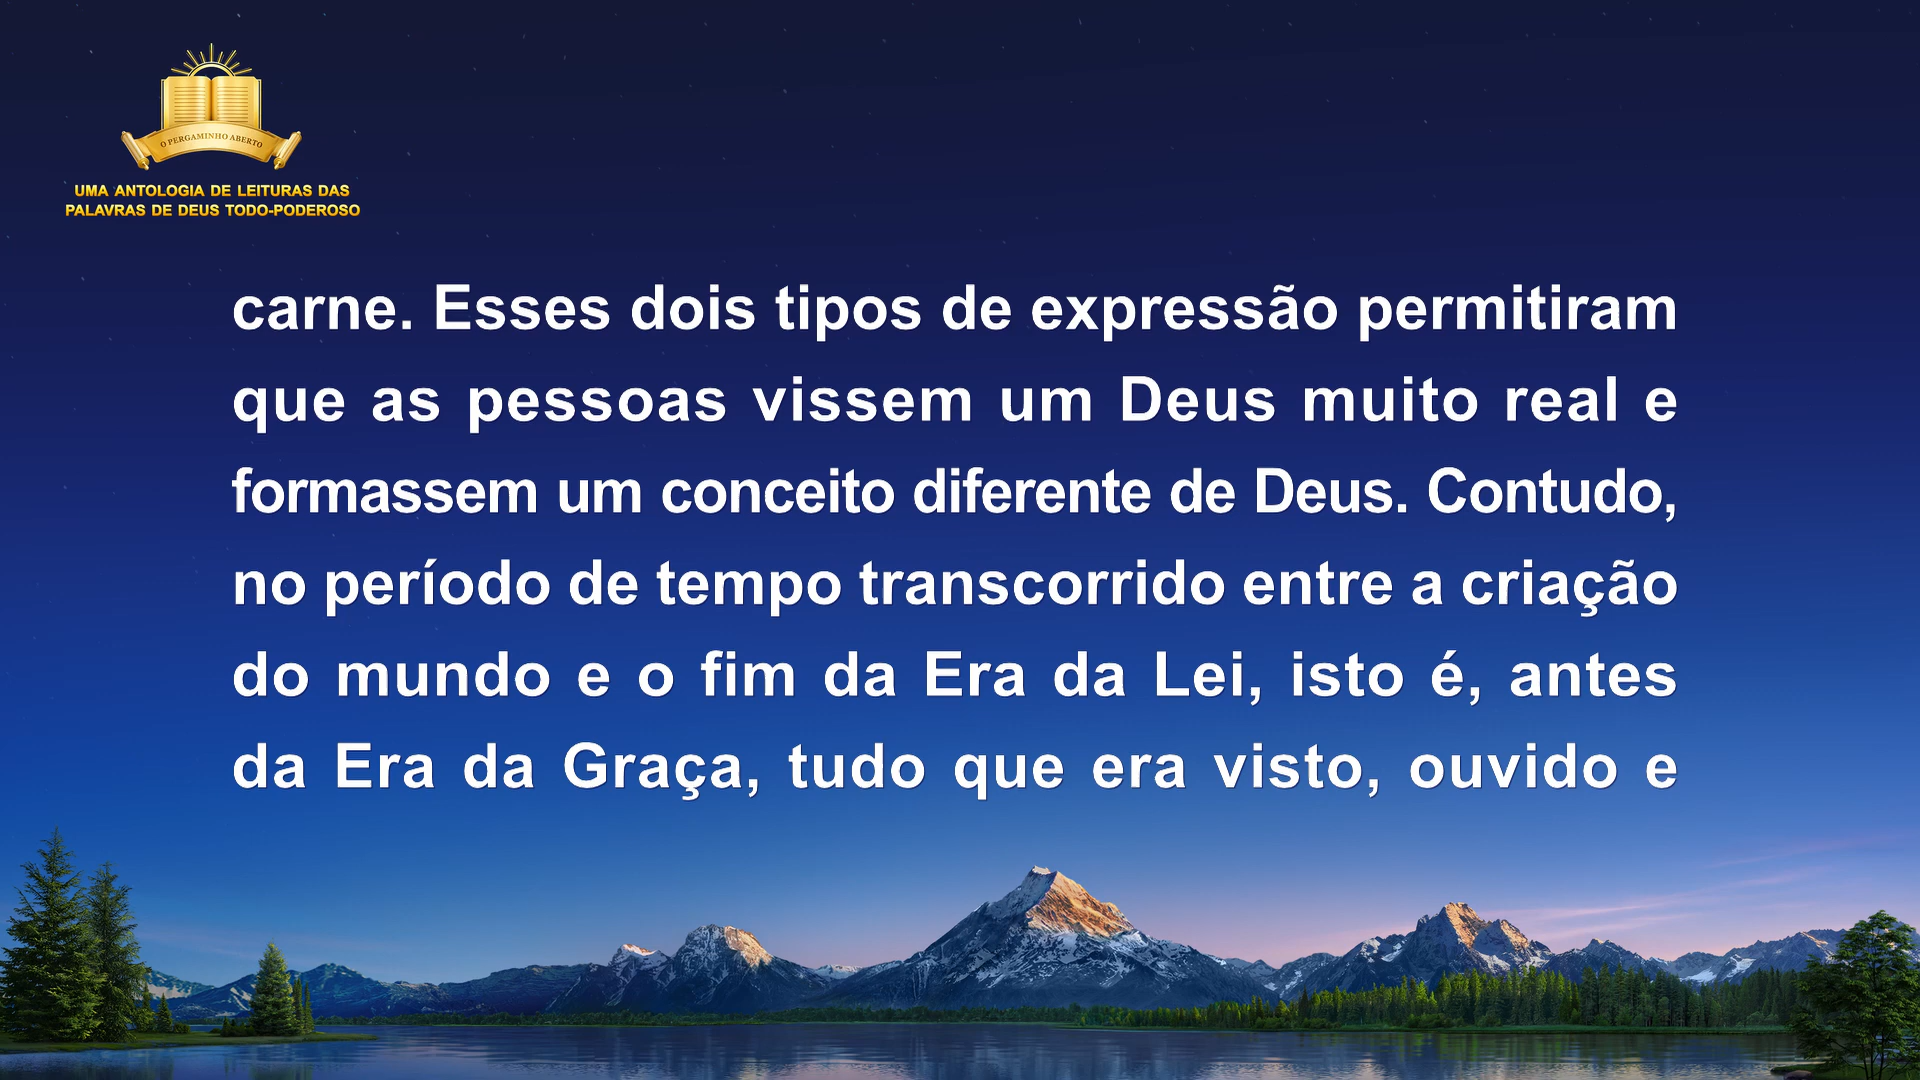 O PERGAMINHO ABERTO
UMA ANTOLOGIA DE LEITURAS DAS
PALAVRAS DE DEUS TODO-PODEROSO
carne. Esses dois tipos de expressão permitiram
que as pessoas vissem um Deus muito real e
formassem um conceito diferente de Deus. Contudo,
no período de tempo transcorrido entre a criação
do mundo e o fim da Era da Lei, isto é, antes
da Era da Graça, tudo que era visto, ouvido e